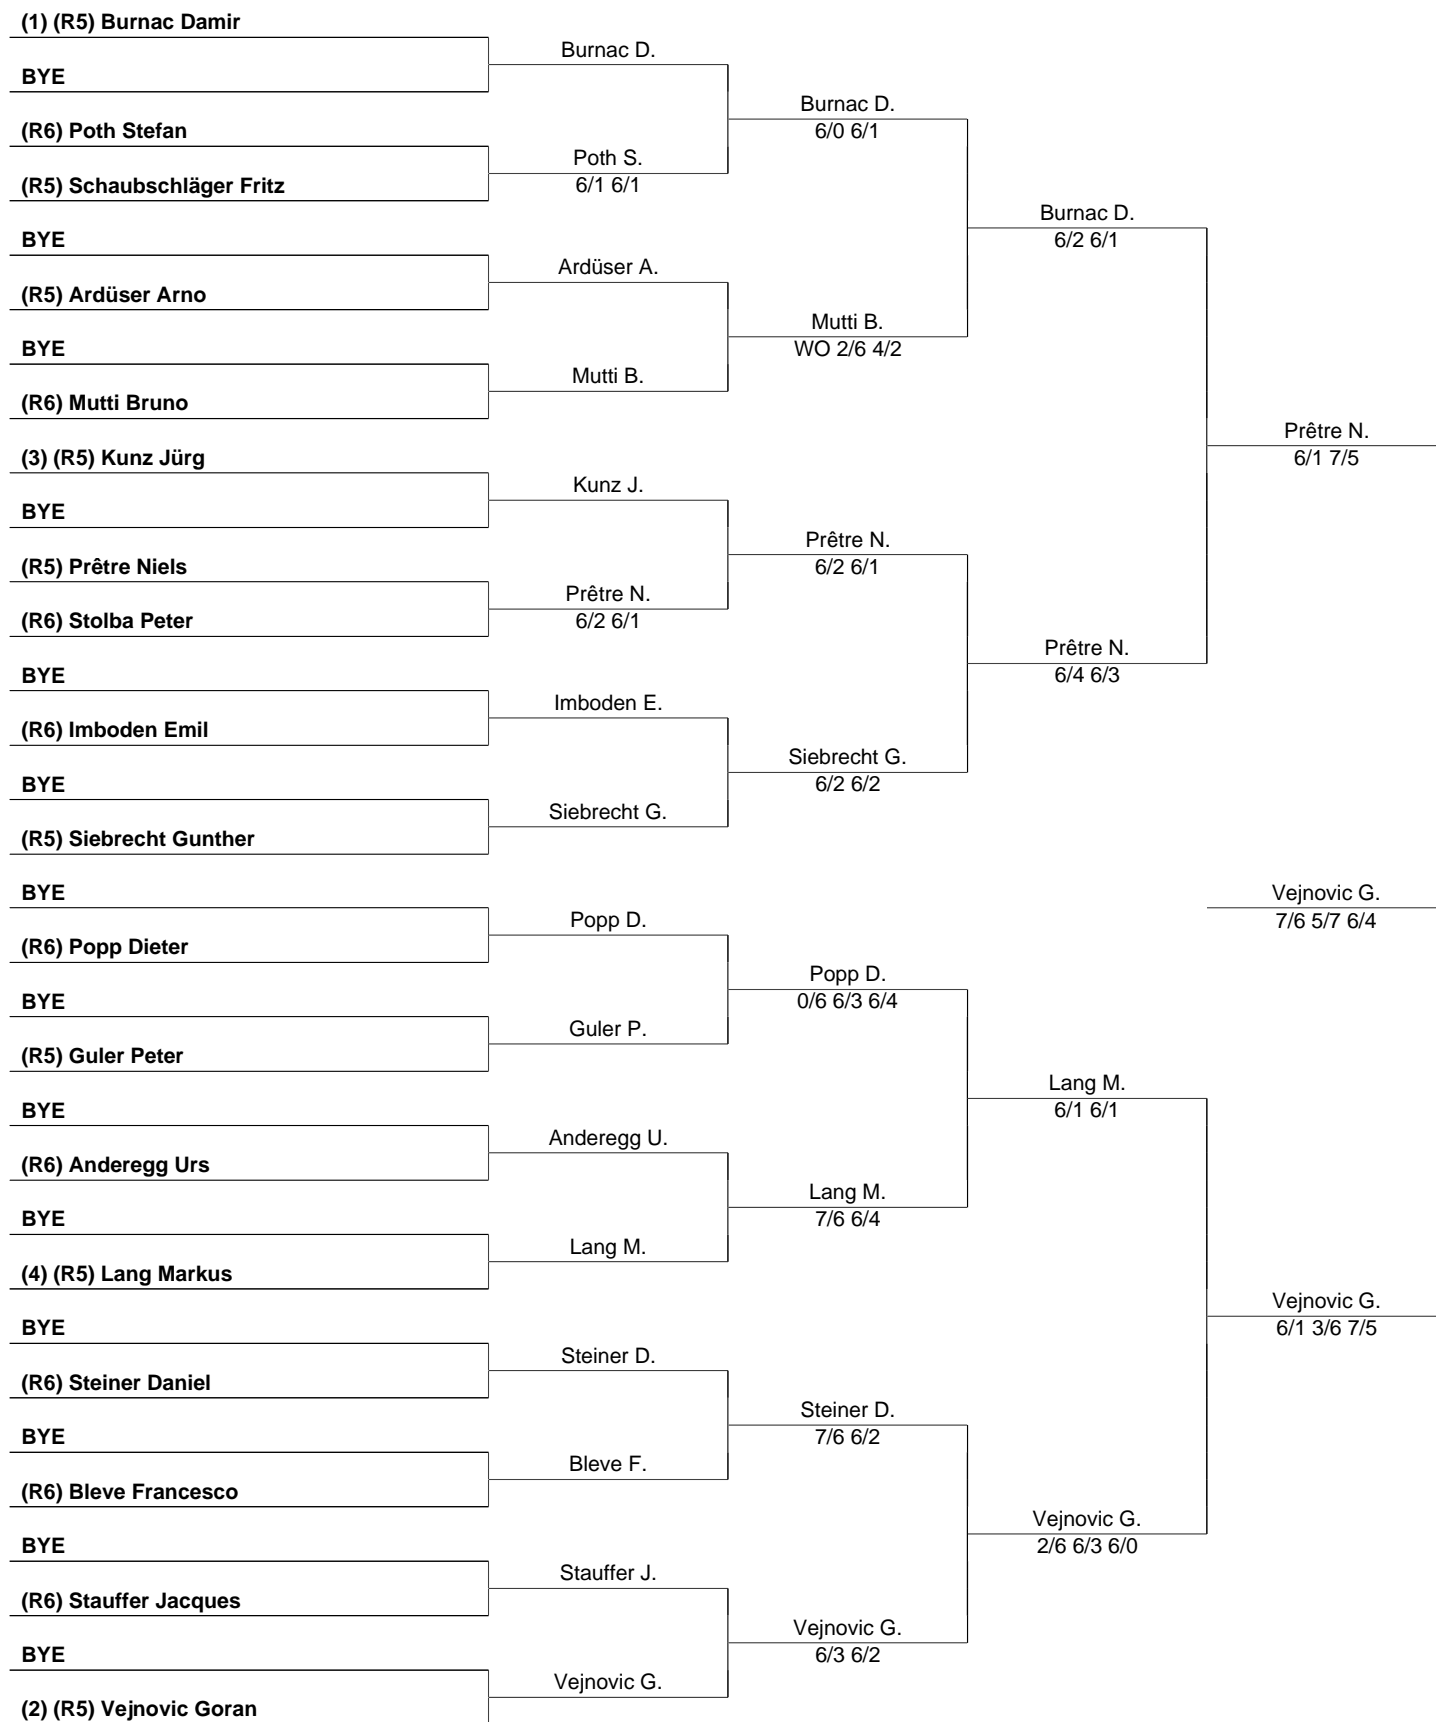 (1) (R5) Burnac Damir
BYE
(R6) Poth Stefan
(R5) Schaubschläger Fritz
BYE
(R5) Ardüser Arno
BYE
(R6) Mutti Bruno
(3) (R5) Kunz Jürg
BYE
(R5) Prêtre Niels
(R6) Stolba Peter
BYE
(R6) Imboden Emil
BYE
(R5) Siebrecht Gunther
BYE
(R6) Popp Dieter
BYE
(R5) Guler Peter
BYE
(R6) Anderegg Urs
BYE
(4) (R5) Lang Markus
BYE
(R6) Steiner Daniel
BYE
(R6) Bleve Francesco
BYE
(R6) Stauffer Jacques
BYE
(2) (R5) Vejnovic Goran
Burnac D.
Poth S.
6/1 6/1
Ardüser A.
Mutti B.
Kunz J.
Prêtre N.
6/2 6/1
Imboden E.
Siebrecht G.
Popp D.
Guler P.
Anderegg U.
Lang M.
Steiner D.
Bleve F.
Stauffer J.
Vejnovic G.
Burnac D.
6/0 6/1
Mutti B.
WO 2/6 4/2
Prêtre N.
6/2 6/1
Siebrecht G.
6/2 6/2
Popp D.
0/6 6/3 6/4
Lang M.
7/6 6/4
Steiner D.
7/6 6/2
Vejnovic G.
6/3 6/2
Burnac D.
6/2 6/1
Prêtre N.
6/4 6/3
Lang M.
6/1 6/1
Vejnovic G.
2/6 6/3 6/0
Prêtre N.
6/1 7/5
Vejnovic G.
7/6 5/7 6/4
Vejnovic G.
6/1 3/6 7/5